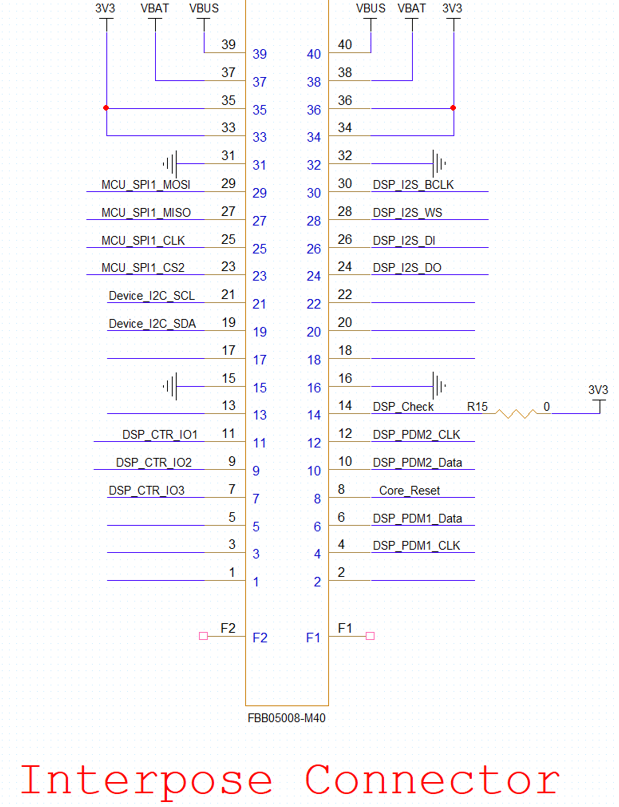 3V3 VBAT VBUS VBUS VBAT 3V3
39 39 40 40
37 37 38 38
35 35 36 36
33 33 34 34
31 31 32 32
MCU_SPI1_MOSI 29 29 30 30 DSP_I2S_BCLK
MCU_SPI1_MISO 27 27 28 28 DSP_I2S_WS
MCU_SPI1_CLK 25 25 26 26 DSP_I2S_DI
MCU_SPI1_CS2 23 23 24 24 DSP_I2S_DO
Device_I2C_SCL 21 21 22 22
Device_I2C_SDA 19 19 20 20
17 17 18 18
15 15 16 16
3V3
13 13 14 14 DSP_Check R15 0
DSP_CTR_IO1 11 11 12 12 DSP_PDM2_CLK
DSP_CTR_IO2 9 9 10 10 DSP_PDM2_Data
DSP_CTR_IO3 7 7 8 8 Core_Reset
5 5 6 6 DSP_PDM1_Data
3 3 4 4 DSP_PDM1_CLK
1 1 2 2
F2 F2 F1 F1
FBB05008-M40
Interpose Connector